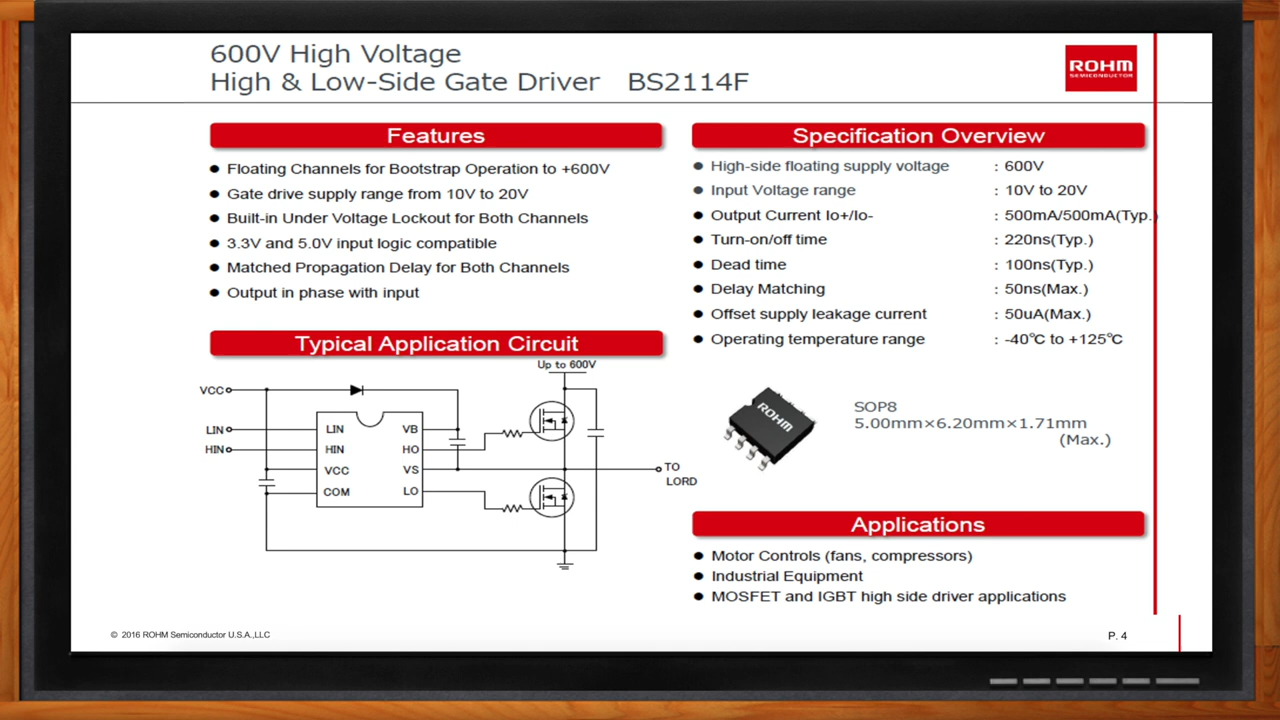 600V High Voltage
High & Low-Side Gate Driver BS2114F
ROHM
SEMICONDUCTOR
Features
● Floating Channels for Bootstrap Operation to +600V
● Gate drive supply range from 10V to 20V
● Built-in Under Voltage Lockout for Both Channels
● 3.3V and 5.0V input logic compatible
● Matched Propagation Delay for Both Channels
● Output in phase with input
Typical Application Circuit
Up to 600V
VCC
LIN
HIN
LIN
HIN
VCC
COM
VB
HO
VS
LO
TO
LORD
Specification Overview
● High-side floating supply voltage : 600V
● Input Voltage range : 10V to 20V
● Output Current Io+/Io- : 500mA/500mA(Typ.)
● Turn-on/off time : 220ns(Typ.)
● Dead time : 100ns(Typ.)
● Delay Matching : 50ns(Max.)
● Offset supply leakage current : 50uA(Max.)
● Operating temperature range : -40℃ to +125℃
ROHM
SOP8
5.00mm×6.20mm×1.71mm
(Max.)
Applications
● Motor Controls (fans, compressors)
● Industrial Equipment
● MOSFET and IGBT high side driver applications
© 2016 ROHM Semiconductor U.S.A.,LLC
P. 4